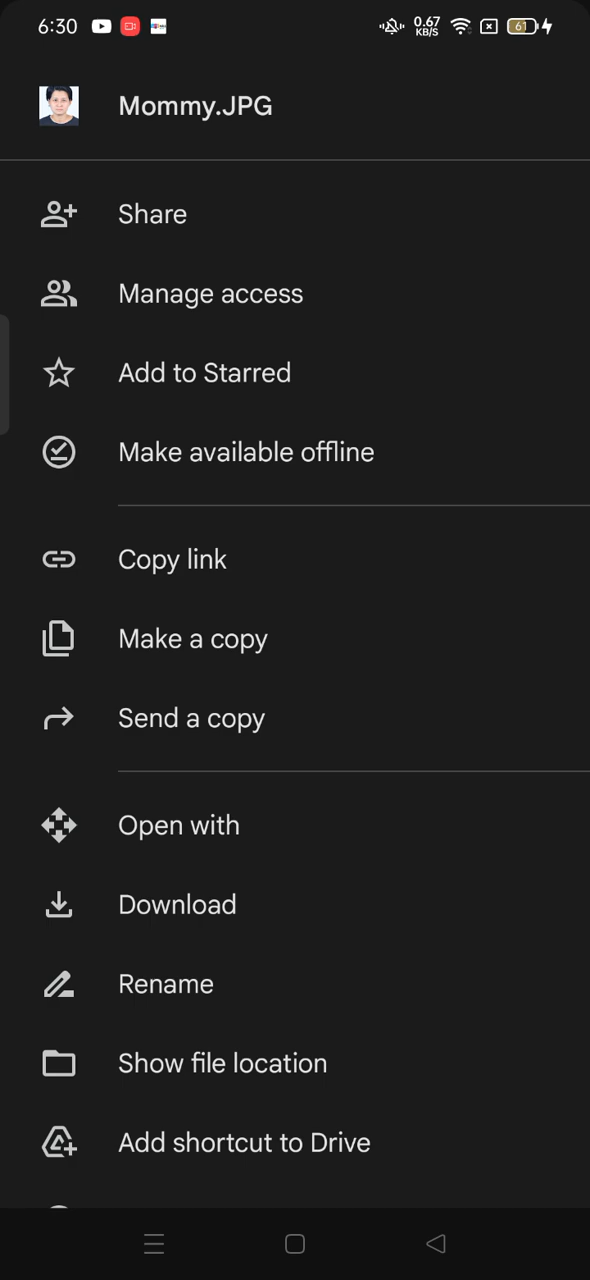 6:30
0.67
KB/S
61
Mommy.JPG
Share
Manage access
Add to Starred
Make available offline
Copy link
Make a copy
Send a copy
Open with
Download
Rename
Show file location
Add shortcut to Drive